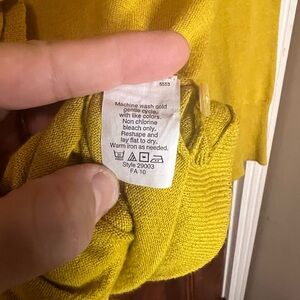 5553
Machine wash cold
gentle cycle,
with like colors.
Non chlorine
bleach only.
Reshape and
lay flat to dry.
Warm iron as needed.
Style 29003
FA 10